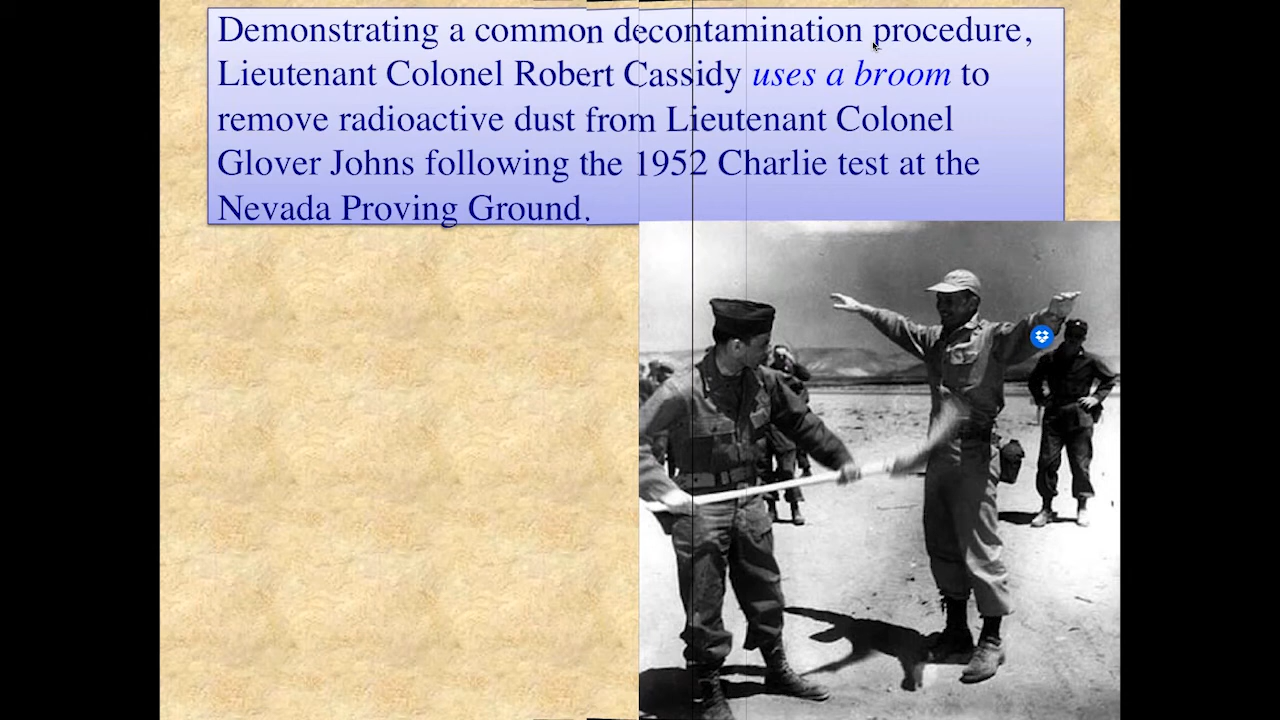 Demonstrating a common decontamination procedure,
Lieutenant Colonel Robert Cassidy uses a broom to
remove radioactive dust from Lieutenant Colonel
Glover Johns following the 1952 Charlie test at the
Nevada Proving Ground.